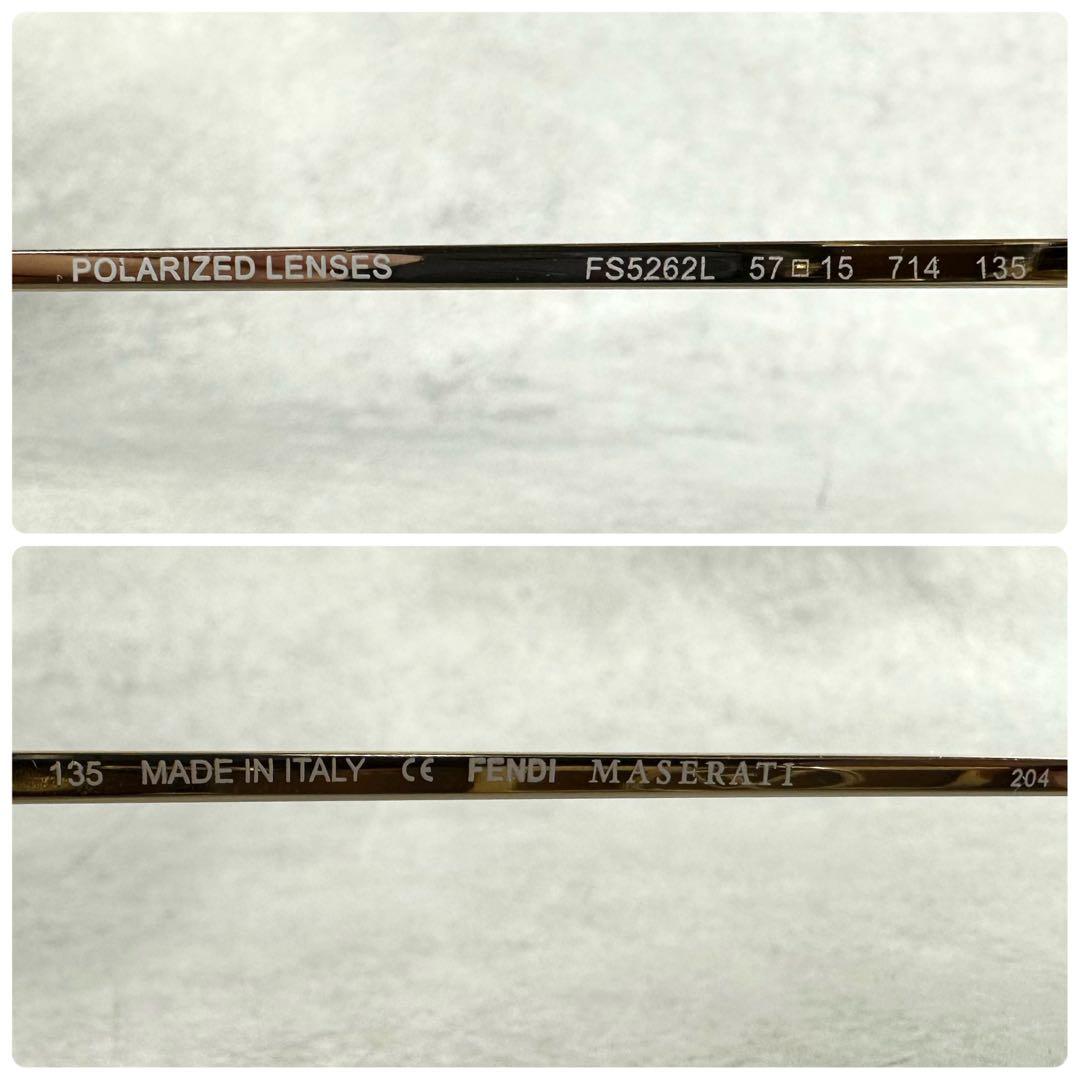 POLARIZED LENSES FS5262L 57□15 714 135
135 MADE IN ITALY CE FENDI MASERATI 204